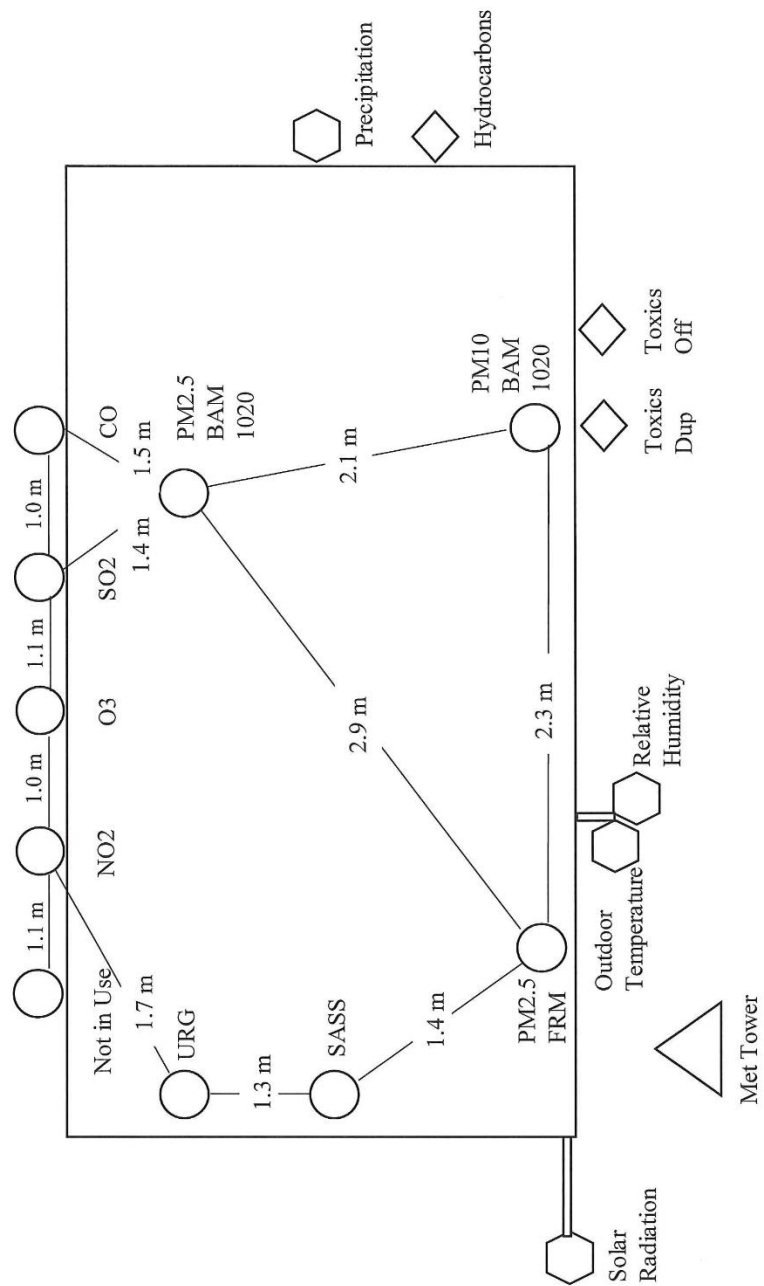 1.1 m
1.0 m
1.1 m
1.0 m
Not in Use
NO2
O3
SO2
CO
1.7 m
1.4 m
1.5 m
URG
PM2.5
BAM
1020
1.3 m
SASS
2.9 m
2.1 m
1.4 m
PM2.5
FRM
2.3 m
PM10
BAM
1020
Precipitation
Hydrocarbons
Solar
Radiation
Met Tower
Outdoor
Temperature
Relative
Humidity
Toxics
Dup
Toxics
Off